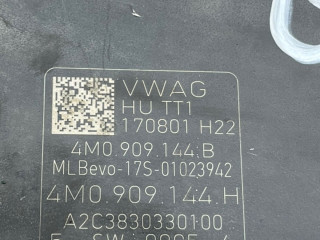 VWAG
HU TT1
170801 H22
4M0.909.144.B
MLBevo-17S-01023942
4M0.909.144.H
A2C3830330100